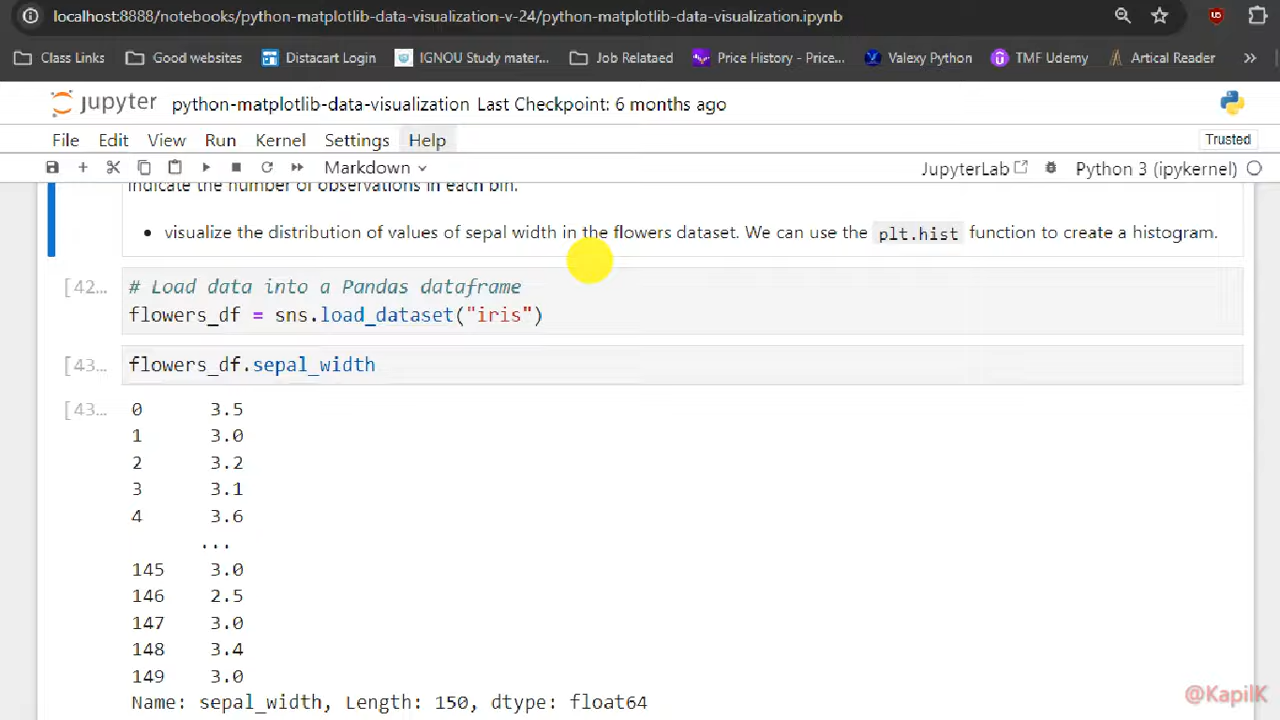 localhost:8888/notebooks/python-matplotlib-data-visualization-v-24/python-matplotlib-data-visualization.ipynb
Class Links Good websites Distacart Login IGNOU Study mater... Job Relataed Price History - Pric... Valexy Python TMF Udemy Artical Reader »
jupyter python-matplotlib-data-visualization Last Checkpoint: 6 months ago
File Edit View Run Kernel Settings Help Trusted
Markdown JupyterLab Python 3 (ipykernel)
indicate the number of observations in each bin.
• visualize the distribution of values of sepal width in the flowers dataset. We can use the plt.hist function to create a histogram.
[42... # Load data into a Pandas dataframe
flowers_df = sns.load_dataset("iris")
[43... flowers_df.sepal_width
[43... 0 3.5
1 3.0
2 3.2
3 3.1
4 3.6
...
145 3.0
146 2.5
147 3.0
148 3.4
149 3.0
Name: sepal_width, Length: 150, dtype: float64
@KapilK